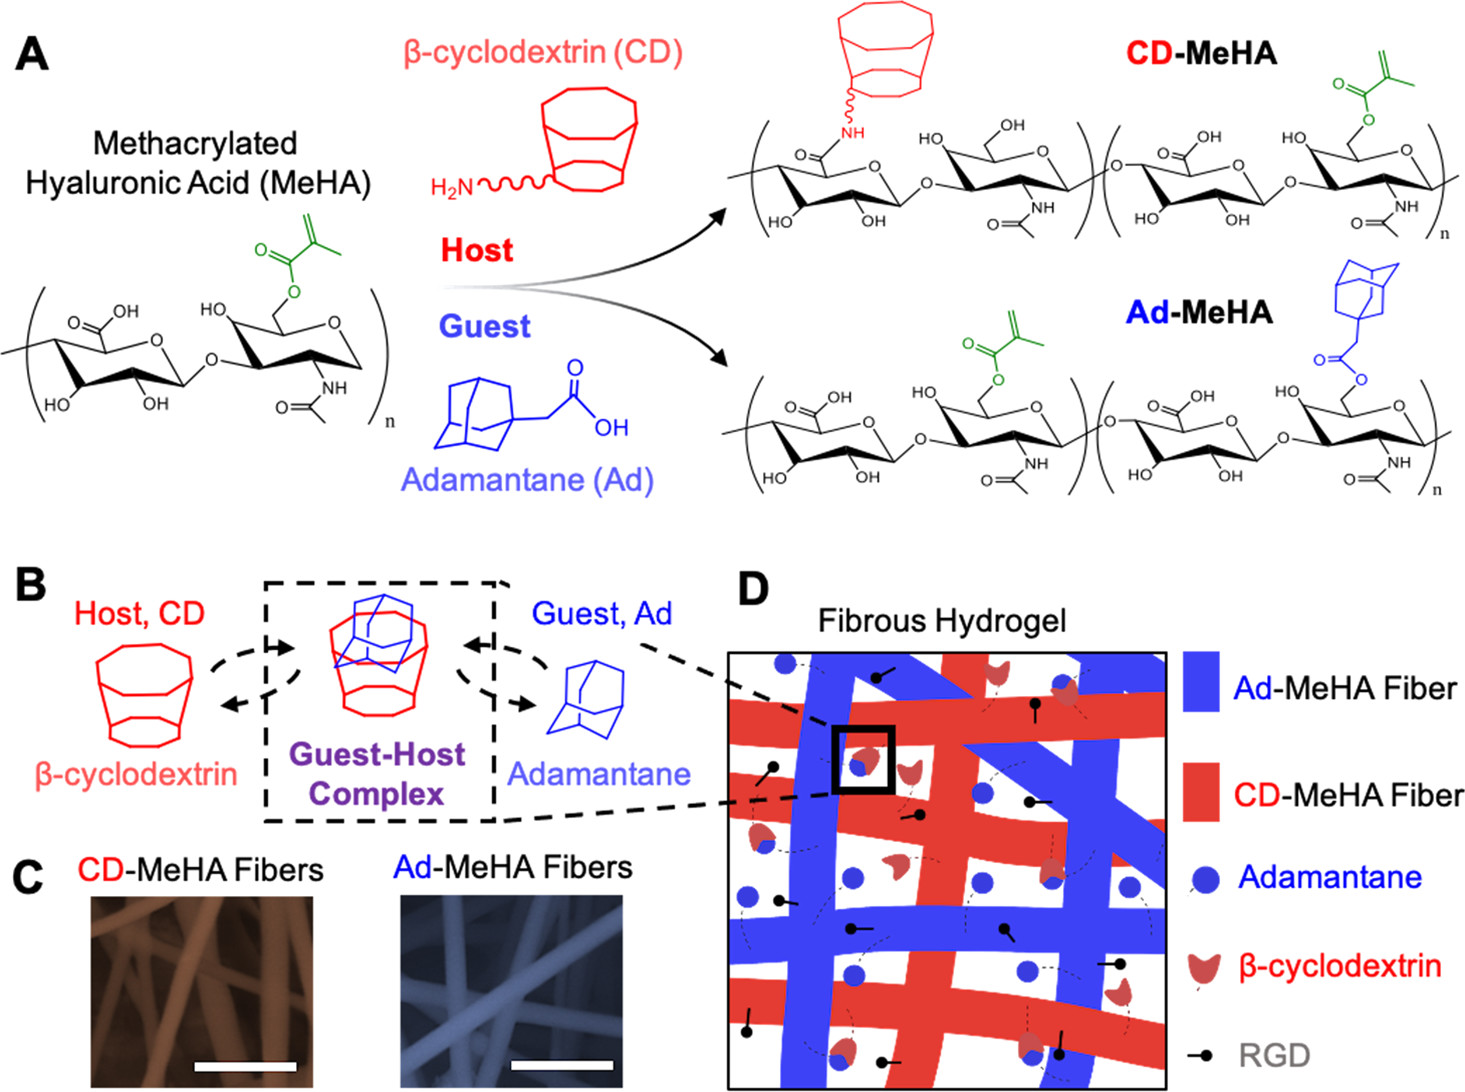 A
β-cyclodextrin (CD)
CD-MeHA
Methacrylated
Hyaluronic Acid (MeHA)
H₂N
Host
Guest
Ad-MeHA
Adamantane (Ad)
O
O
O
OH
O
HO
OH
O
HO
O
NH
O
n
O
OH
NH
O
O
HO
OH
O
HO
OH
O
NH
O
O
O
OH
O
HO
OH
O
HO
O
O
O
NH
O
n
O
OH
O
HO
OH
O
HO
O
O
O
NH
O
O
O
OH
O
HO
OH
O
HO
O
O
O
NH
O
n
B
Host, CD
Guest, Ad
Guest-Host
Complex
β-cyclodextrin
Adamantane
C
CD-MeHA Fibers
Ad-MeHA Fibers
D
Fibrous Hydrogel
Ad-MeHA Fiber
CD-MeHA Fiber
Adamantane
β-cyclodextrin
RGD